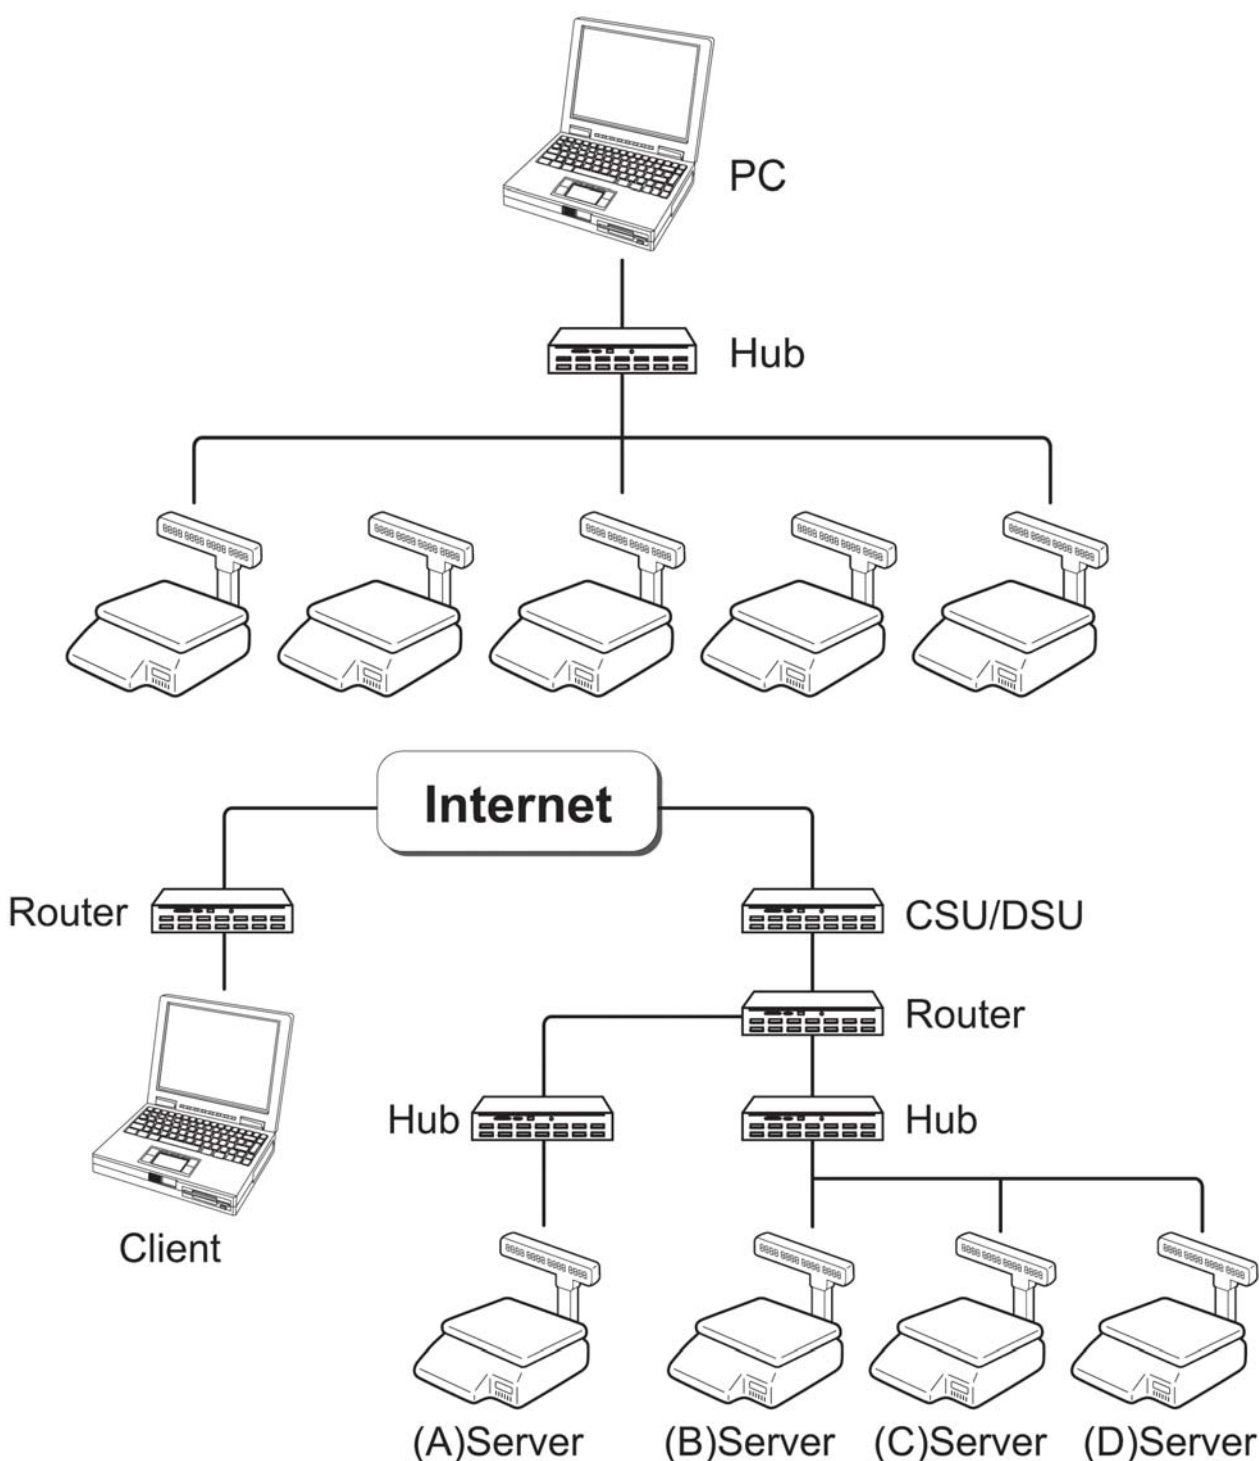 PC
Hub
Internet
Router
CSU/DSU
Router
Hub
Hub
Client
(A)Server
(B)Server
(C)Server
(D)Server